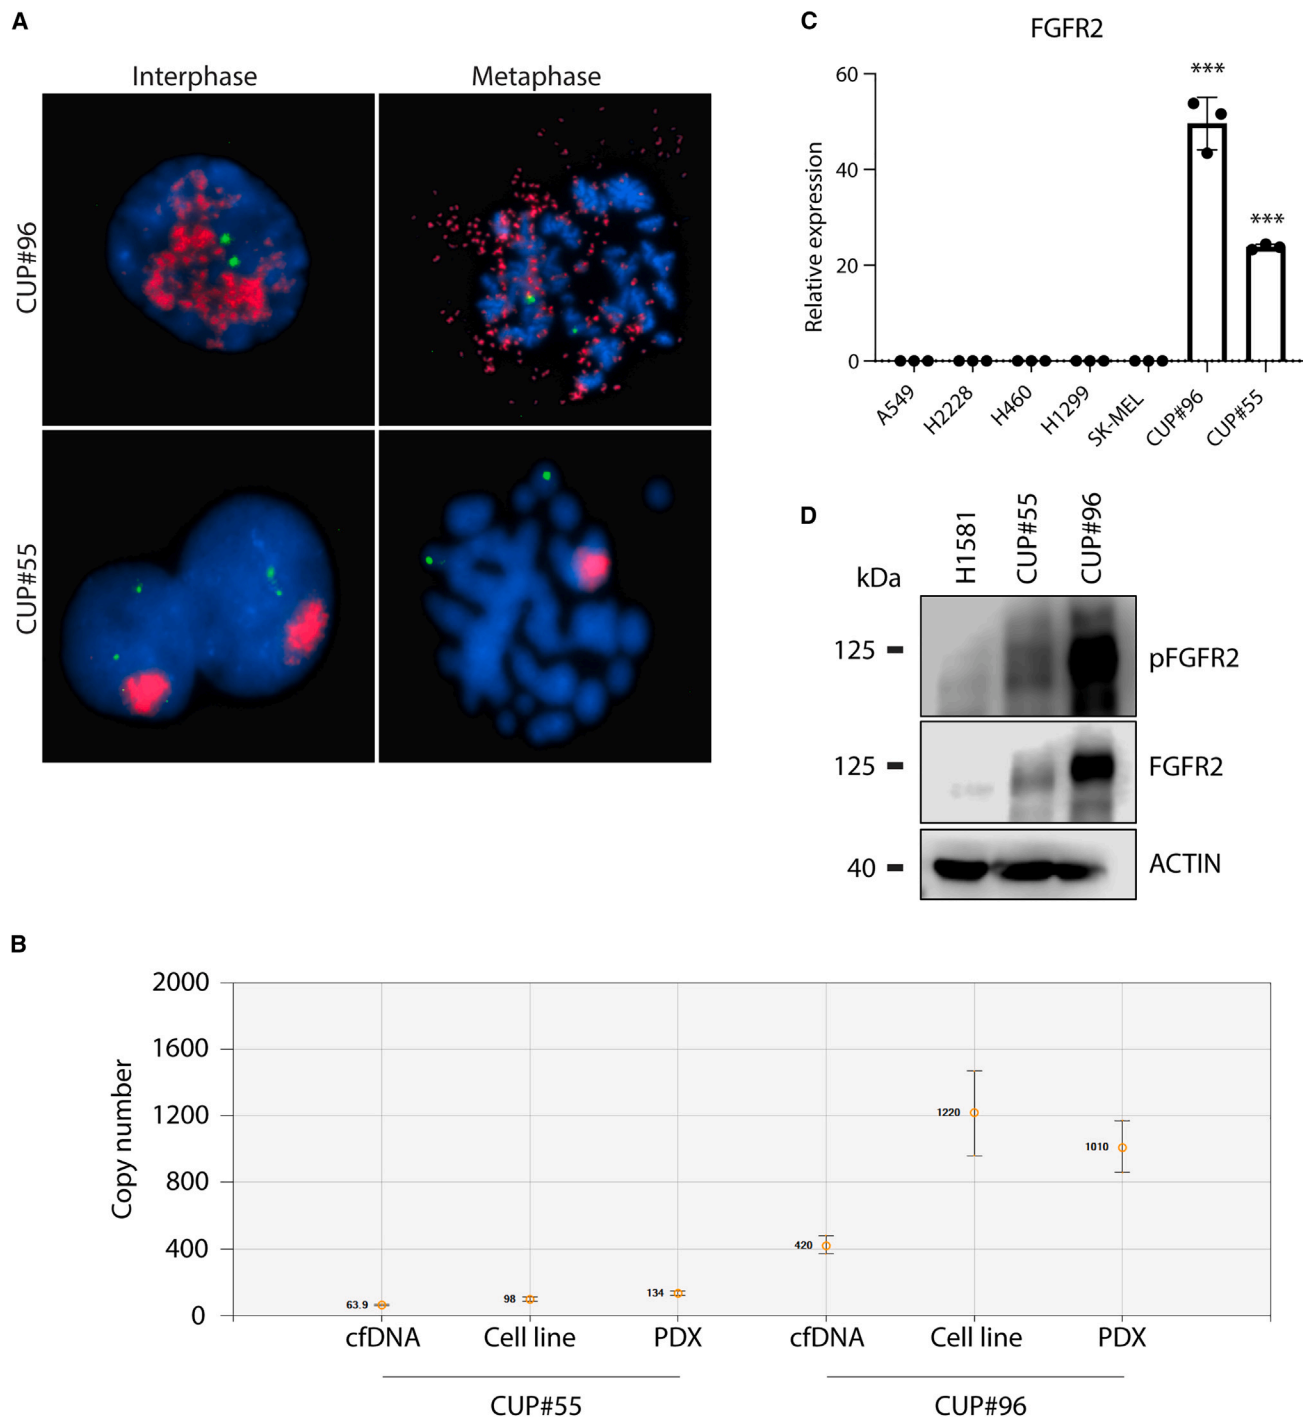 A
Interphase Metaphase
CUP#96
CUP#55
C
FGFR2
Relative expression
60
40
20
0
***
***
A549 H2228 H460 H1299 SK-MEL CUP#96 CUP#55
D
kDa H1581 CUP#55 CUP#96
125 pFGFR2
125 FGFR2
40 ACTIN
B
Copy number
2000
1600
1200
800
400
0
63.9 98 134 420 1220 1010
cfDNA Cell line PDX cfDNA Cell line PDX
CUP#55 CUP#96